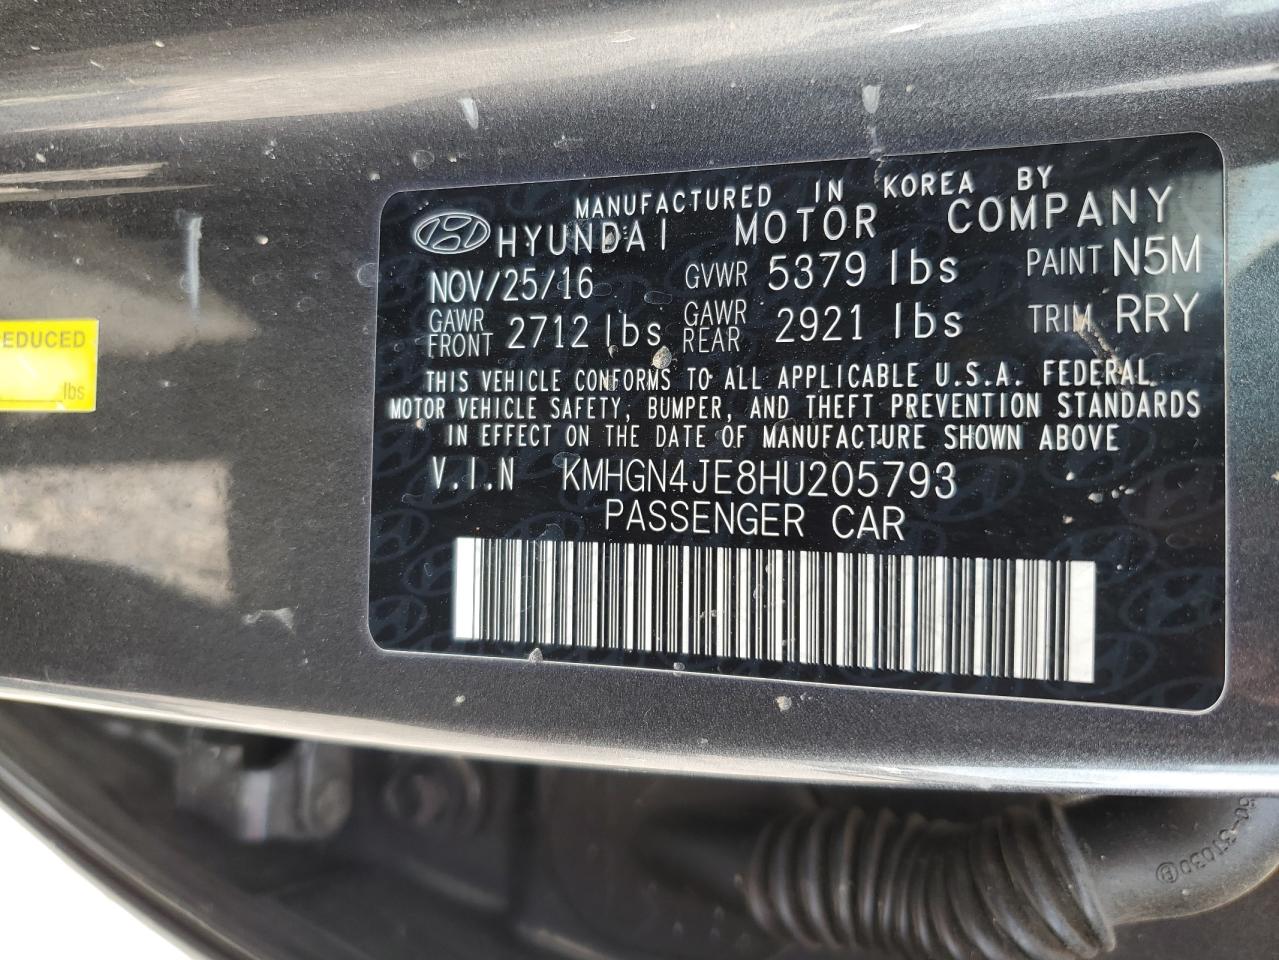 MANUFACTURED IN KOREA BY
HYUNDAI MOTOR COMPANY
NOV/25/16 GVWR 5379 lbs PAINT N5M
GAWR FRONT 2712 lbs GAWR REAR 2921 lbs TRIM RRY
THIS VEHICLE CONFORMS TO ALL APPLICABLE U.S.A. FEDERAL
MOTOR VEHICLE SAFETY, BUMPER, AND THEFT PREVENTION STANDARDS
IN EFFECT ON THE DATE OF MANUFACTURE SHOWN ABOVE
V.I.N KMHGN4JE8HU205793
PASSENGER CAR
EDUCED
lbs